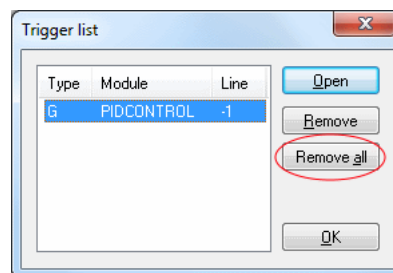 Trigger list
Type Module Line
G PIDCONTROL -1
Open
Remove
Remove all
OK